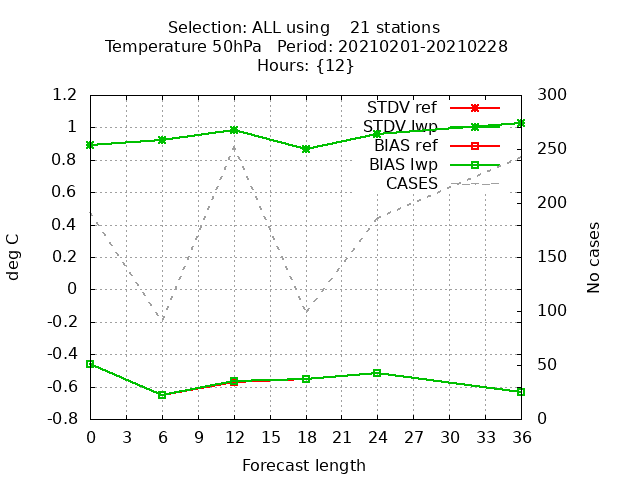 Selection: ALL using    21 stations
Temperature 50hPa   Period: 20210201-20210228
Hours: {12}
1.2
1
0.8
0.6
0.4
0.2
0
-0.2
-0.4
-0.6
-0.8
deg C
STDV ref
STDV lwp
BIAS ref
BIAS lwp
CASES
300
250
200
150
100
50
0
No cases
0 3 6 9 12 15 18 21 24 27 30 33 36
Forecast length